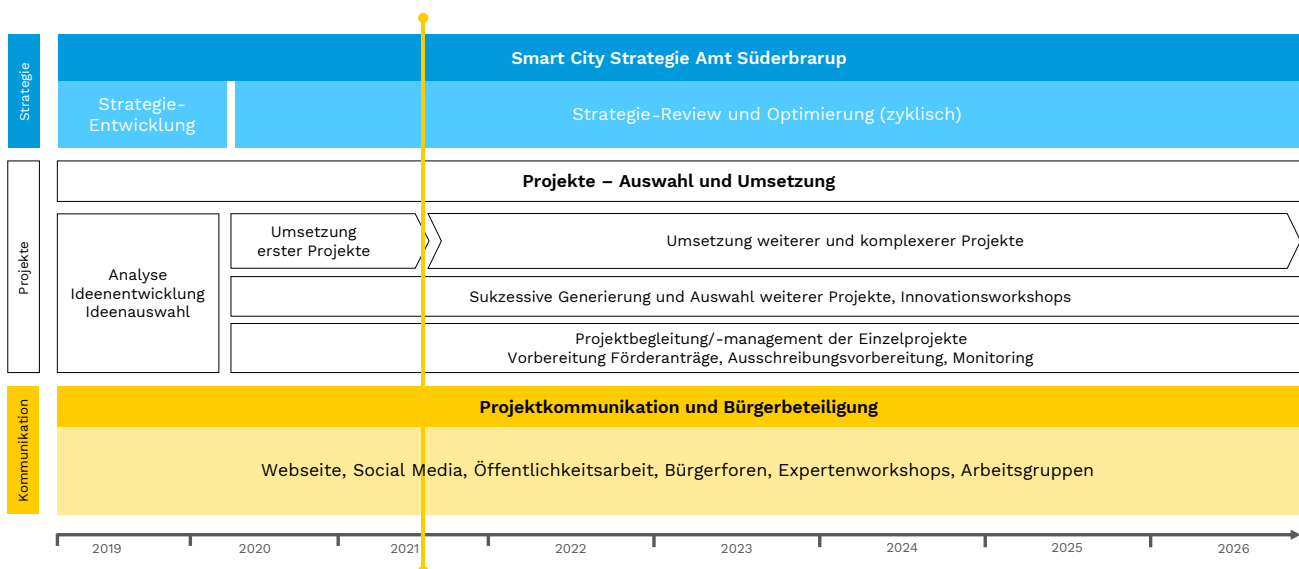 Strategie
Smart City Strategie Amt Süderbrarup
Strategie-
Entwicklung
Strategie-Review und Optimierung (zyklisch)
Projekte
Projekte – Auswahl und Umsetzung
Analyse
Ideenentwicklung
Ideenauswahl
Umsetzung
erster Projekte
Umsetzung weiterer und komplexerer Projekte
Sukzessive Generierung und Auswahl weiterer Projekte, Innovationsworkshops
Projektbegleitung/-management der Einzelprojekte
Vorbereitung Förderanträge, Ausschreibungsvorbereitung, Monitoring
Kommunikation
Projektkommunikation und Bürgerbeteiligung
Webseite, Social Media, Öffentlichkeitsarbeit, Bürgerforen, Expertenworkshops, Arbeitsgruppen
2019 2020 2021 2022 2023 2024 2025 2026